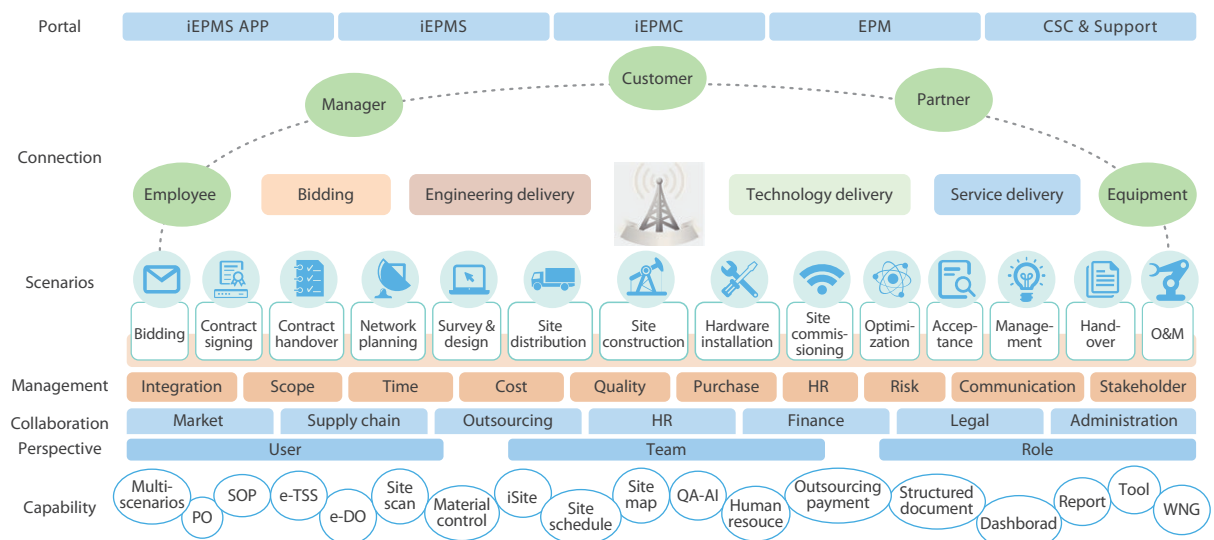 Portal
iEPMS APP
iEPMS
iEPMC
EPM
CSC & Support
Customer
Manager
Partner
Connection
Employee
Bidding
Engineering delivery
Technology delivery
Service delivery
Equipment
Scenarios
Bidding
Contract
signing
Contract
handover
Network
planning
Survey &
design
Site
distribution
Site
construction
Hardware
installation
Site
commis-
sioning
Optimi-
zation
Accep-
tance
Manage-
ment
Hand-
over
O&M
Management
Integration
Scope
Time
Cost
Quality
Purchase
HR
Risk
Communication
Stakeholder
Collaboration
Market
Supply chain
Outsourcing
HR
Finance
Legal
Administration
Perspective
User
Team
Role
Capability
Multi-
scenarios
PO
SOP
e-TSS
e-DO
Site
scan
Material
control
iSite
Site
schedule
Site
map
QA-AI
Human
resouce
Outsourcing
payment
Structured
document
Dashborad
Report
Tool
WNG